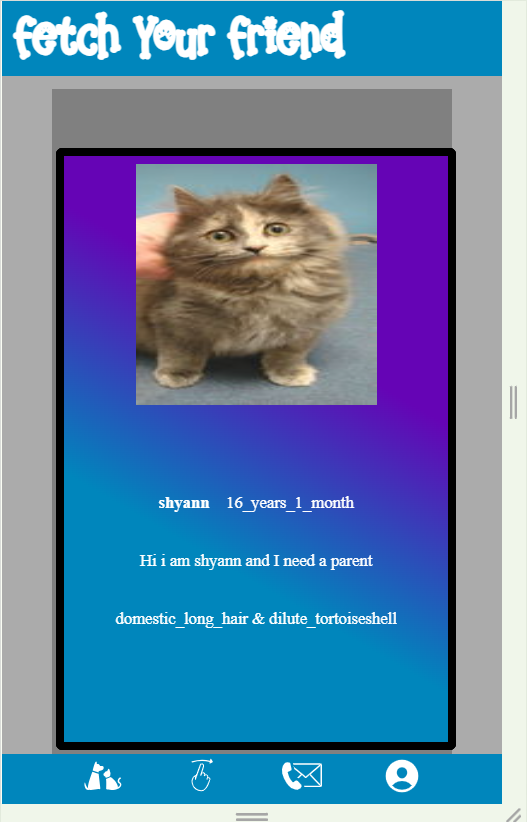 fetch Your friend
shyann 16_years_1_month
Hi i am shyann and I need a parent
domestic_long_hair & dilute_tortoiseshell